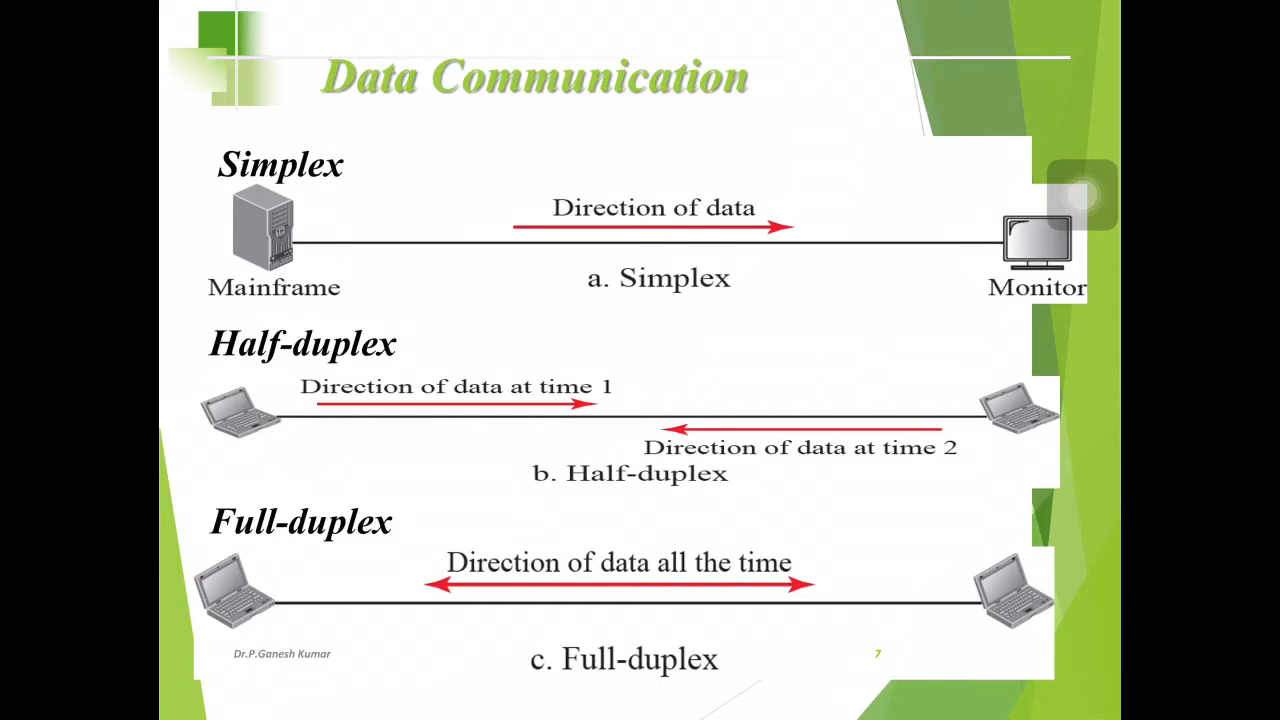 Data Communication
Simplex
Direction of data
Mainframe
a. Simplex
Monitor
Half-duplex
Direction of data at time 1
Direction of data at time 2
b. Half-duplex
Full-duplex
Direction of data all the time
c. Full-duplex
Dr.P.Ganesh Kumar
7